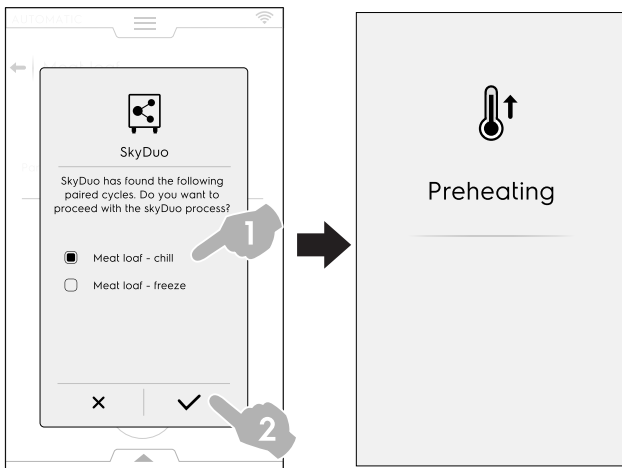 AUTOMATIC
SkyDuo
SkyDuo has found the following
paired cycles. Do you want to
proceed with the skyDuo process?
1
Meat loaf - chill
Meat loaf - freeze
2
Preheating